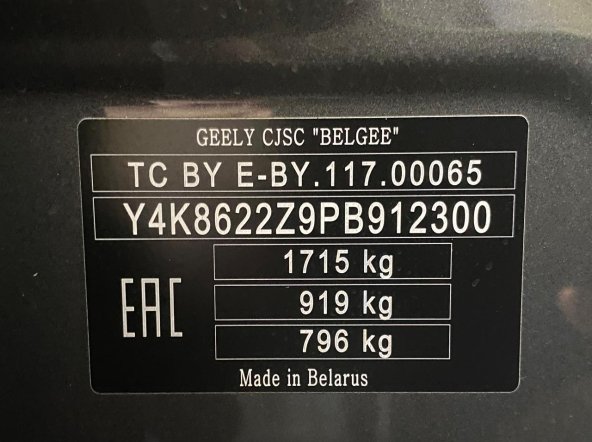 GEELY CJSC "BELGEE"
TC BY E-BY.117.00065
Y4K8622Z9PB912300
1715 kg
EAC
919 kg
796 kg
Made in Belarus